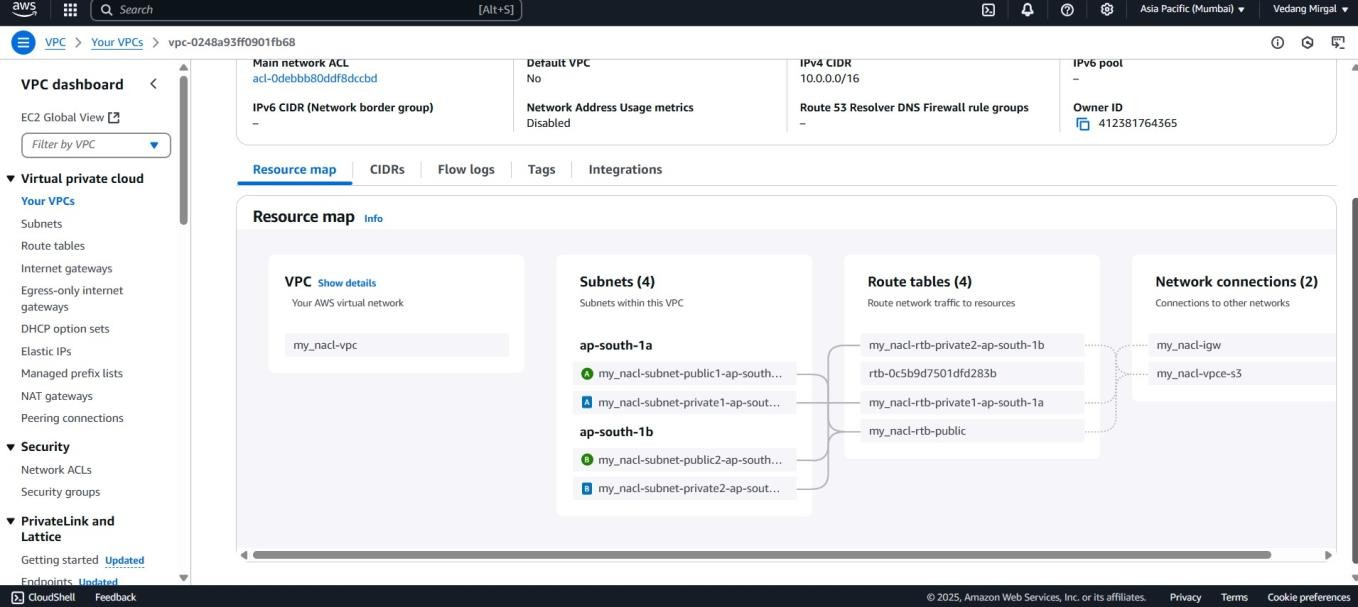 aws
Search
[Alt+S]
Asia Pacific (Mumbai)
Vedang Mirgal
VPC
Your VPCs
vpc-0248a93ff0901fb68
VPC dashboard
EC2 Global View
Filter by VPC
Virtual private cloud
Your VPCs
Subnets
Route tables
Internet gateways
Egress-only internet
gateways
DHCP option sets
Elastic IPs
Managed prefix lists
NAT gateways
Peering connections
Security
Network ACLs
Security groups
PrivateLink and
Lattice
Getting started Updated
Endpoints Updated
Main network ACL
acl-0debbb80ddf8dccbd
Default VPC
No
IPv4 CIDR
10.0.0.0/16
IPv6 pool
–
IPv6 CIDR (Network border group)
–
Network Address Usage metrics
Disabled
Route 53 Resolver DNS Firewall rule groups
–
Owner ID
412381764365
Resource map
CIDRs
Flow logs
Tags
Integrations
Resource map Info
VPC Show details
Your AWS virtual network
my_nacl-vpc
Subnets (4)
Subnets within this VPC
ap-south-1a
A my_nacl-subnet-public1-ap-south...
A my_nacl-subnet-private1-ap-sout...
ap-south-1b
B my_nacl-subnet-public2-ap-south...
B my_nacl-subnet-private2-ap-sout...
Route tables (4)
Route network traffic to resources
my_nacl-rtb-private2-ap-south-1b
rtb-0c5b9d7501dfd283b
my_nacl-rtb-private1-ap-south-1a
my_nacl-rtb-public
Network connections (2)
Connections to other networks
my_nacl-igw
my_nacl-vpce-s3
CloudShell
Feedback
© 2025, Amazon Web Services, Inc. or its affiliates.
Privacy
Terms
Cookie preferences